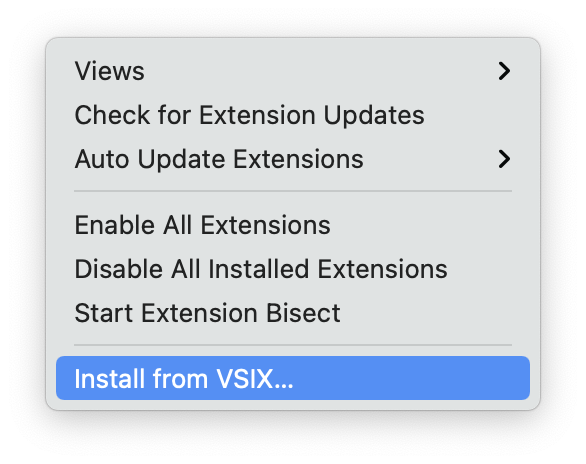 Views
Check for Extension Updates
Auto Update Extensions
Enable All Extensions
Disable All Installed Extensions
Start Extension Bisect
Install from VSIX...